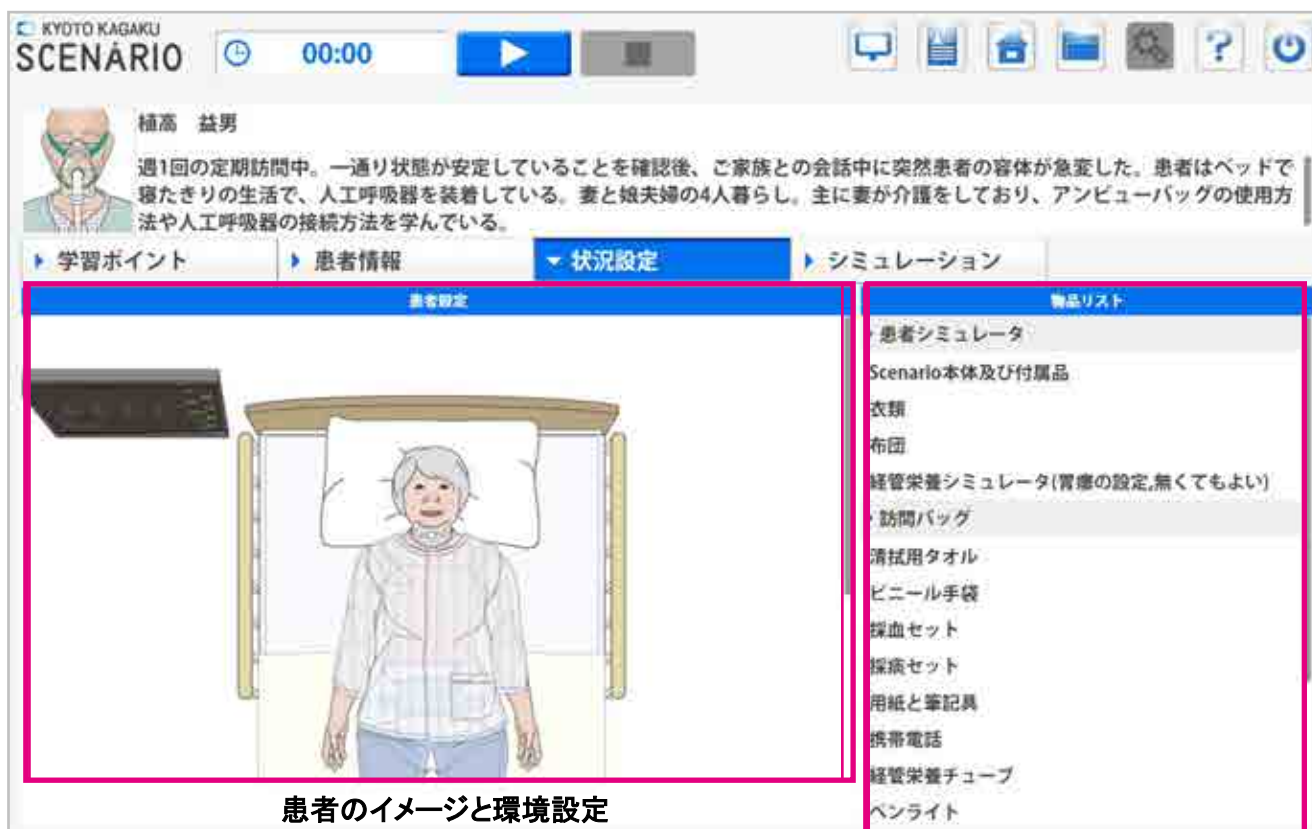 KYOTO KAGAKU
SCENARIO
00:00
?
植高 益男
週1回の定期訪問中。一通り状態が安定していることを確認後、ご家族との会話中に突然患者の容体が急変した。患者はベッドで
寝たきりの生活で、人工呼吸器を装着している。妻と娘夫婦の4人暮らし。主に妻が介護をしており、アンビューバッグの使用方
法や人工呼吸器の接続方法を学んでいる。
学習ポイント
患者情報
状況設定
シミュレーション
患者設定
物品リスト
患者シミュレータ
Scenario本体及び付属品
衣類
布団
経管栄養シミュレータ(胃瘻の設定,無くてもよい)
訪問バッグ
清拭用タオル
ビニール手袋
採血セット
採痰セット
用紙と筆記具
携帯電話
経管栄養チューブ
ペンライト
患者のイメージと環境設定